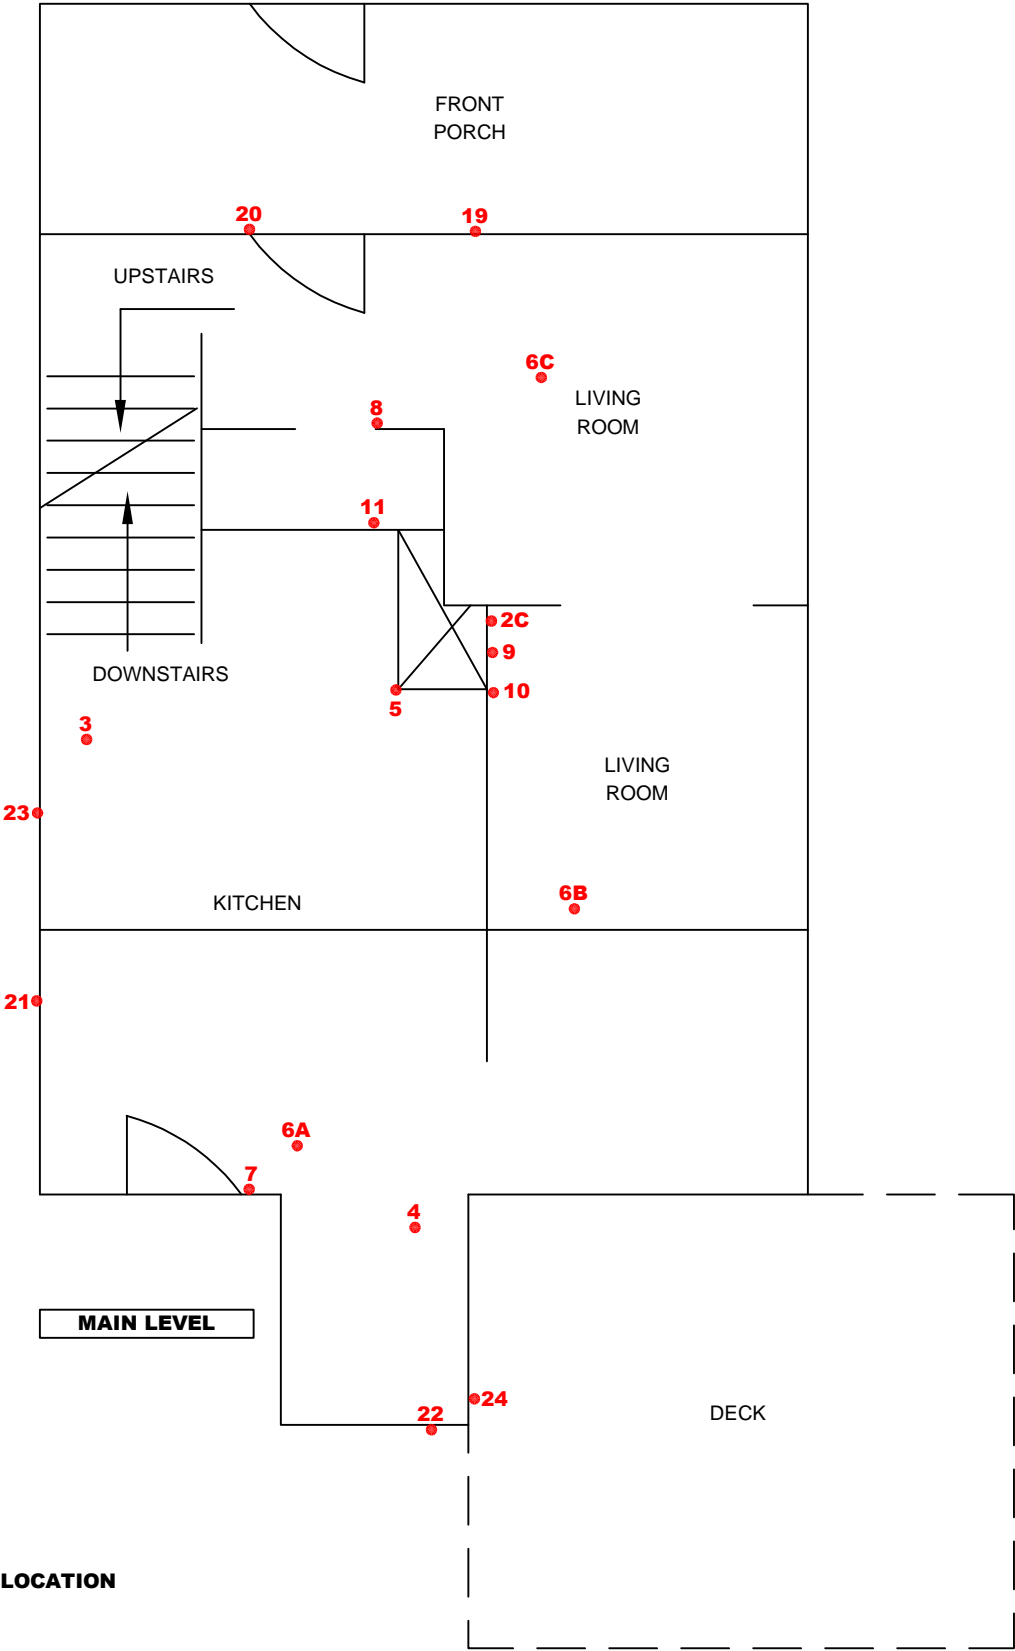 FRONT
PORCH
20
19
UPSTAIRS
6C
LIVING
ROOM
8
11
2C
9
10
5
DOWNSTAIRS
3
LIVING
ROOM
23
6B
KITCHEN
21
6A
7
4
MAIN LEVEL
24
22
DECK
LOCATION